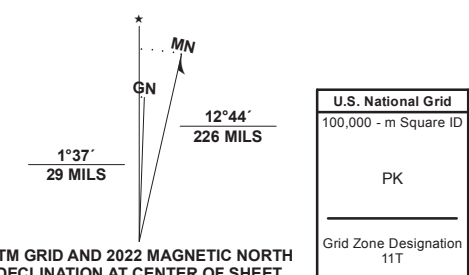 ★
MN
GN
12°44´
226 MILS
1°37´
29 MILS
TM GRID AND 2022 MAGNETIC NORTH
DECLINATION AT CENTER OF SHEET
U.S. National Grid
100,000 - m Square ID
PK
Grid Zone Designation
11T